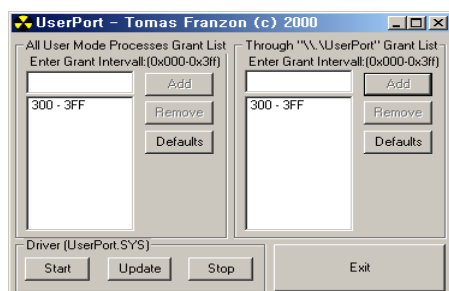 UserPort - Tomas Franzon (c) 2000
All User Mode Processes Grant List
Enter Grant Intervall:(0x000-0x3ff)
Add
300 - 3FF
Remove
Defaults
Through "\\.\UserPort" Grant List
Enter Grant Intervall:(0x000-0x3ff)
Add
300 - 3FF
Remove
Defaults
Driver (UserPort.SYS)
Start Update Stop
Exit